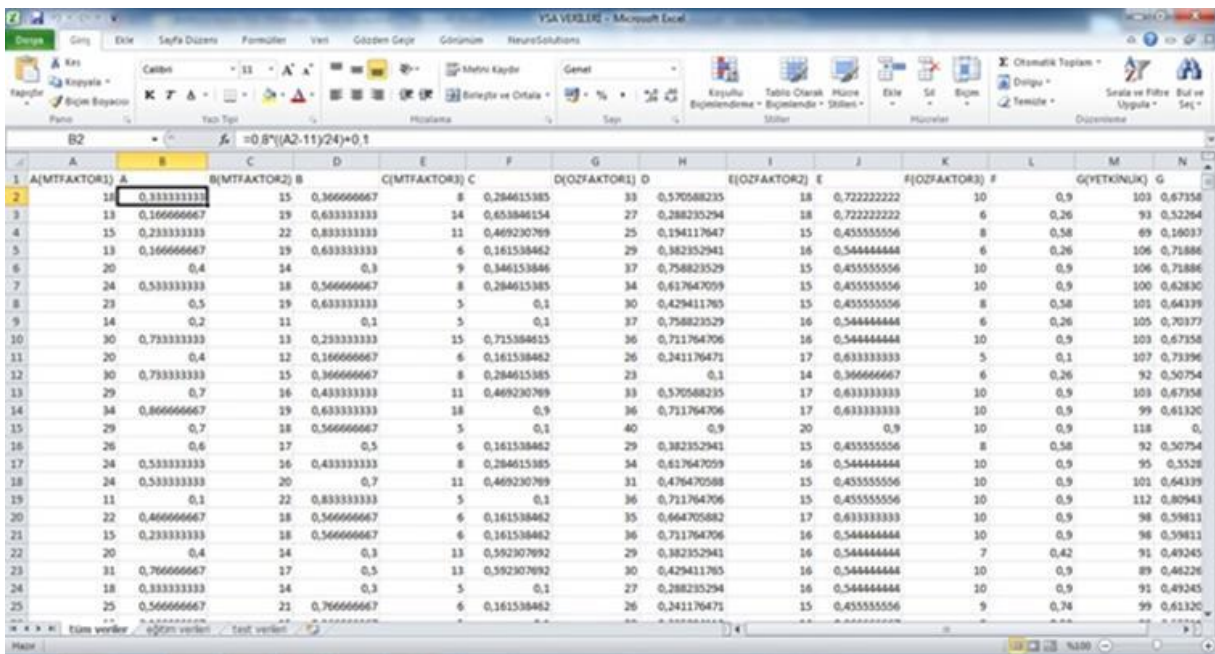 YSA VERİLERİ - Microsoft Excel
Dosya Giriş Ekle Sayfa Düzeni Formüller Veri Gözden Geçir Görünüm NeuroSolutions
Kes
Kopyala
Biçim Boyacısı
Yapıştır
Pano
Calibri 11
K T A
Yazı Tipi
Metni Kaydır
Birleştir ve Ortala
Hizalama
Genel
Sayı
Koşullu Biçimlendirme
Tablo Olarak Biçimlendir
Hücre Stilleri
Stiller
Ekle Sil Biçim
Hücreler
Σ Otomatik Toplam
Dolgu
Temizle
Sırala ve Filtre Uygula
Bul ve Seç
Düzenleme
B2 fx =0,8*((A2-11)/24)+0,1
A B C D E F G H I J K L M N
1 A(MTFAKTOR1) A B(MTFAKTOR2) B C(MTFAKTOR3) C D(OZFAKTOR1) D E(OZFAKTOR2) E F(OZFAKTOR3) F G(YETKİNLİK) G
2 18 0,333333333 15 0,366666667 8 0,284615385 33 0,570588235 18 0,722222222 10 0,9 103 0,67358
3 13 0,166666667 19 0,633333333 14 0,653846154 27 0,288235294 18 0,722222222 6 0,26 93 0,52264
4 15 0,233333333 22 0,833333333 11 0,469230769 25 0,194117647 15 0,455555556 8 0,58 69 0,16037
5 13 0,166666667 19 0,633333333 6 0,161538462 29 0,382352941 16 0,544444444 6 0,26 106 0,71886
6 20 0,4 14 0,3 9 0,346153846 37 0,758823529 15 0,455555556 10 0,9 106 0,71886
7 24 0,533333333 18 0,566666667 8 0,284615385 34 0,617647059 15 0,455555556 10 0,9 100 0,62830
8 23 0,5 19 0,633333333 5 0,1 30 0,429411765 15 0,455555556 8 0,58 101 0,64339
9 14 0,2 11 0,1 5 0,1 37 0,758823529 16 0,544444444 6 0,26 105 0,70377
10 30 0,733333333 13 0,233333333 15 0,715384615 36 0,711764706 16 0,544444444 10 0,9 103 0,67358
11 20 0,4 12 0,166666667 6 0,161538462 26 0,241176471 17 0,633333333 5 0,1 107 0,73396
12 30 0,733333333 15 0,366666667 8 0,284615385 23 0,1 14 0,366666667 6 0,26 92 0,50754
13 29 0,7 16 0,433333333 11 0,469230769 33 0,570588235 17 0,633333333 10 0,9 103 0,67358
14 34 0,866666667 19 0,633333333 18 0,9 36 0,711764706 17 0,633333333 10 0,9 99 0,61320
15 29 0,7 18 0,566666667 5 0,1 40 0,9 20 0,9 10 0,9 118 0,
16 26 0,6 17 0,5 6 0,161538462 29 0,382352941 15 0,455555556 8 0,58 92 0,50754
17 24 0,533333333 16 0,433333333 8 0,284615385 34 0,617647059 16 0,544444444 10 0,9 95 0,5528
18 24 0,533333333 20 0,7 11 0,469230769 31 0,476470588 15 0,455555556 10 0,9 101 0,64339
19 11 0,1 22 0,833333333 5 0,1 36 0,711764706 15 0,455555556 10 0,9 112 0,80943
20 22 0,466666667 18 0,566666667 6 0,161538462 35 0,664705882 17 0,633333333 10 0,9 98 0,59811
21 15 0,233333333 18 0,566666667 6 0,161538462 36 0,711764706 16 0,544444444 10 0,9 98 0,59811
22 20 0,4 14 0,3 13 0,592307692 29 0,382352941 16 0,544444444 7 0,42 91 0,49245
23 31 0,766666667 17 0,5 13 0,592307692 30 0,429411765 16 0,544444444 10 0,9 89 0,46226
24 18 0,333333333 14 0,3 5 0,1 27 0,288235294 16 0,544444444 10 0,9 91 0,49245
25 25 0,566666667 21 0,766666667 6 0,161538462 26 0,241176471 15 0,455555556 9 0,74 99 0,61320
tüm veriler eğitim verileri test verileri
Hazır %100